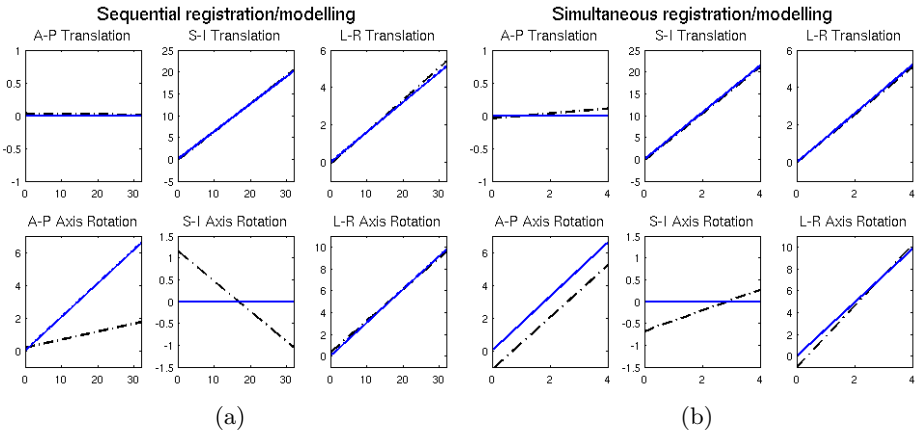 Sequential registration/modelling
Simultaneous registration/modelling
A-P Translation
S-I Translation
L-R Translation
A-P Translation
S-I Translation
L-R Translation
1
0.5
0
-0.5
-1
0 10 20 30
25
20
15
10
5
0
-5
0 10 20 30
6
4
2
0
0 10 20 30
1
0.5
0
-0.5
-1
0 2 4
25
20
15
10
5
0
-5
0 2 4
6
4
2
0
0 2 4
A-P Axis Rotation
S-I Axis Rotation
L-R Axis Rotation
A-P Axis Rotation
S-I Axis Rotation
L-R Axis Rotation
6
4
2
0
0 10 20 30
1.5
1
0.5
0
-0.5
-1
-1.5
0 10 20 30
10
8
6
4
2
0
0 10 20 30
6
4
2
0
0 2 4
1.5
1
0.5
0
-0.5
-1
-1.5
0 2 4
10
8
6
4
2
0
0 2 4
(a)
(b)